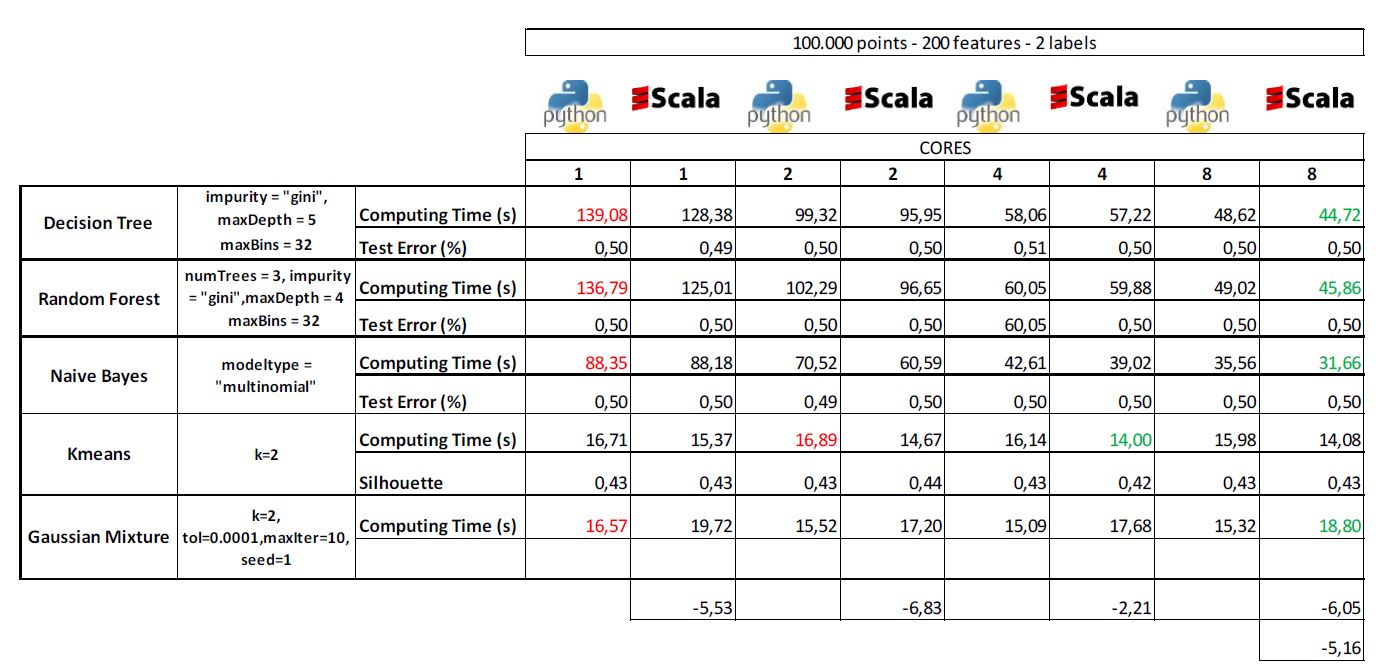 100.000 points - 200 features - 2 labels
python Scala python Scala python Scala python Scala
CORES
1 1 2 2 4 4 8 8
Decision Tree
impurity = "gini",
maxDepth = 5
maxBins = 32
Computing Time (s) 139,08 128,38 99,32 95,95 58,06 57,22 48,62 44,72
Test Error (%) 0,50 0,49 0,50 0,50 0,51 0,50 0,50 0,50
Random Forest
numTrees = 3, impurity
= "gini",maxDepth = 4
maxBins = 32
Computing Time (s) 136,79 125,01 102,29 96,65 60,05 59,88 49,02 45,86
Test Error (%) 0,50 0,50 0,50 0,50 60,05 0,50 0,50 0,50
Naive Bayes
modeltype =
"multinomial"
Computing Time (s) 88,35 88,18 70,52 60,59 42,61 39,02 35,56 31,66
Test Error (%) 0,50 0,50 0,49 0,50 0,50 0,50 0,50 0,50
Kmeans
k=2
Computing Time (s) 16,71 15,37 16,89 14,67 16,14 14,00 15,98 14,08
Silhouette 0,43 0,43 0,43 0,44 0,43 0,42 0,43 0,43
Gaussian Mixture
k=2,
tol=0.0001,maxIter=10,
seed=1
Computing Time (s) 16,57 19,72 15,52 17,20 15,09 17,68 15,32 18,80
-5,53 -6,83 -2,21 -6,05
-5,16